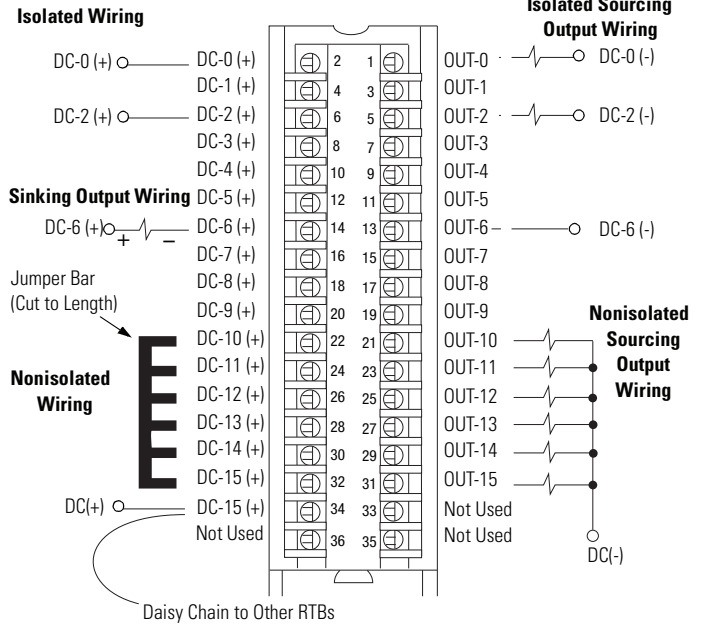 Isolated Wiring
Isolated Sourcing
Output Wiring
DC-0 (+) DC-0 (+) 2 1 OUT-0 DC-0 (-)
DC-1 (+) 4 3 OUT-1
DC-2 (+) DC-2 (+) 6 5 OUT-2 DC-2 (-)
DC-3 (+) 8 7 OUT-3
DC-4 (+) 10 9 OUT-4
Sinking Output Wiring DC-5 (+) 12 11 OUT-5
DC-6 (+) + – DC-6 (+) 14 13 OUT-6 DC-6 (-)
DC-7 (+) 16 15 OUT-7
Jumper Bar
(Cut to Length)
DC-8 (+) 18 17 OUT-8
DC-9 (+) 20 19 OUT-9
Nonisolated
Sourcing
Output
Wiring
DC-10 (+) 22 21 OUT-10
DC-11 (+) 24 23 OUT-11
Nonisolated
Wiring
DC-12 (+) 26 25 OUT-12
DC-13 (+) 28 27 OUT-13
DC-14 (+) 30 29 OUT-14
DC-15 (+) 32 31 OUT-15
DC(+) DC-15 (+) 34 33 Not Used
Not Used 36 35 Not Used
DC(-)
Daisy Chain to Other RTBs